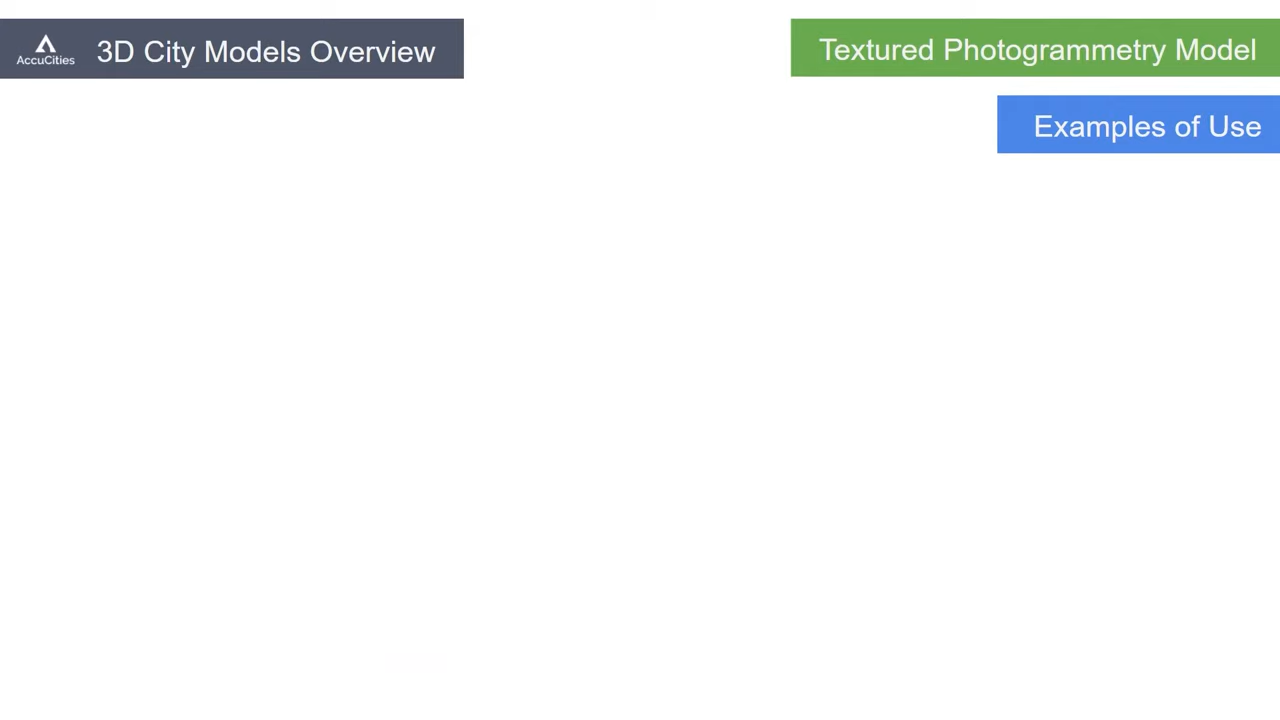 AccuCities
3D City Models Overview
Textured Photogrammetry Model
Examples of Use